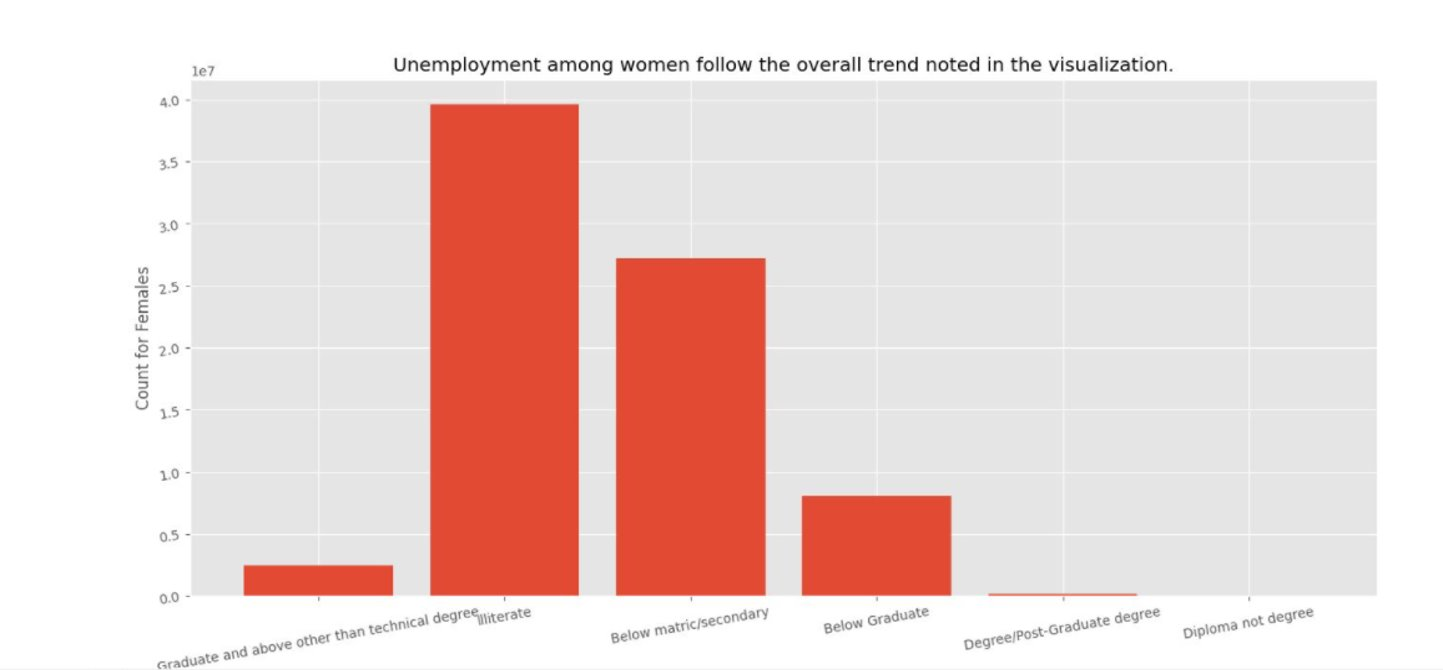 Unemployment among women follow the overall trend noted in the visualization.
1e7
4.0
3.5
3.0
2.5
2.0
1.5
1.0
0.5
0.0
Count for Females
Graduate and above other than technical degree
Illiterate
Below matric/secondary
Below Graduate
Degree/Post-Graduate degree
Diploma not degree